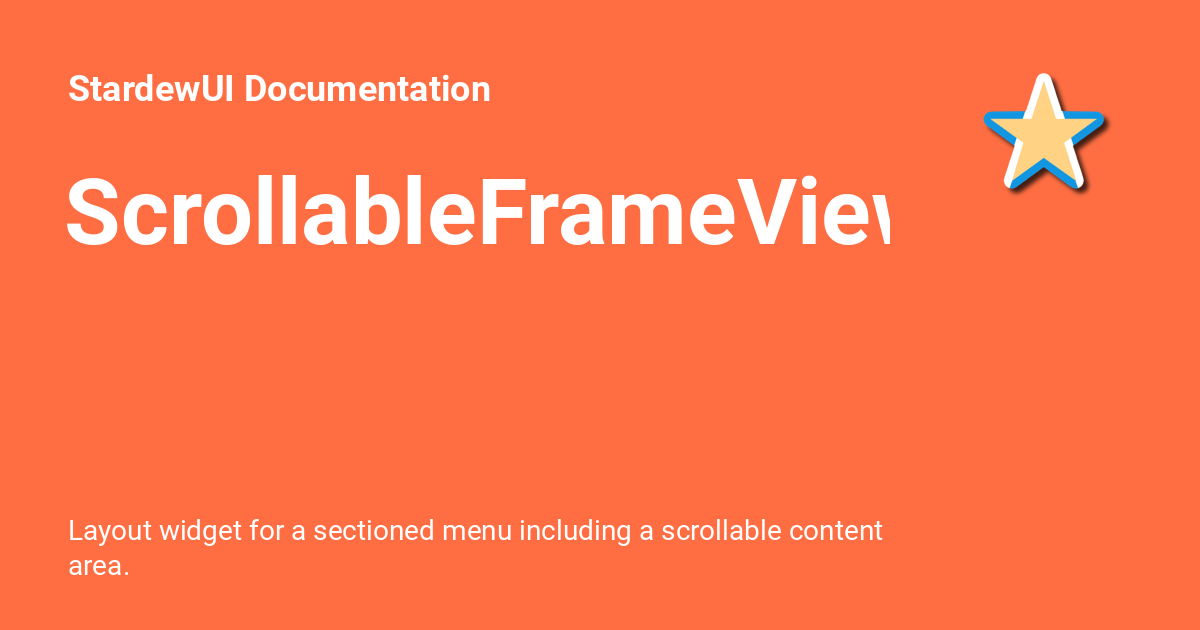 StardewUI Documentation
ScrollableFrameView
Layout widget for a sectioned menu including a scrollable content
area.